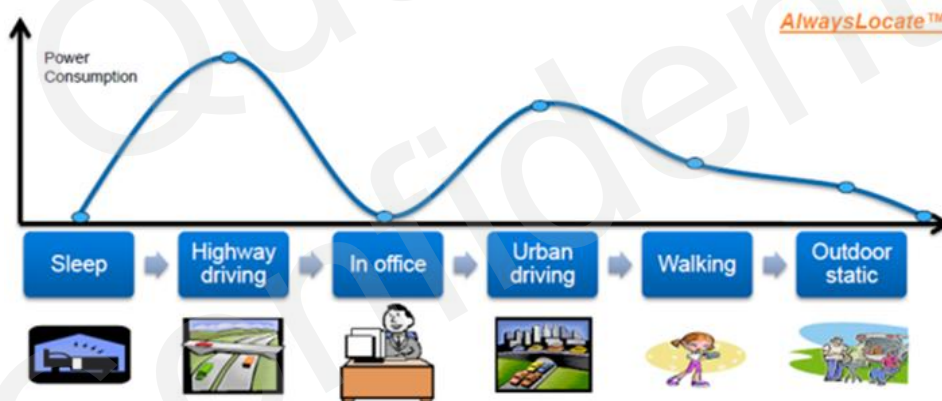 AlwaysLocate™
Power
Consumption
Sleep
Highway
driving
In office
Urban
driving
Walking
Outdoor
static